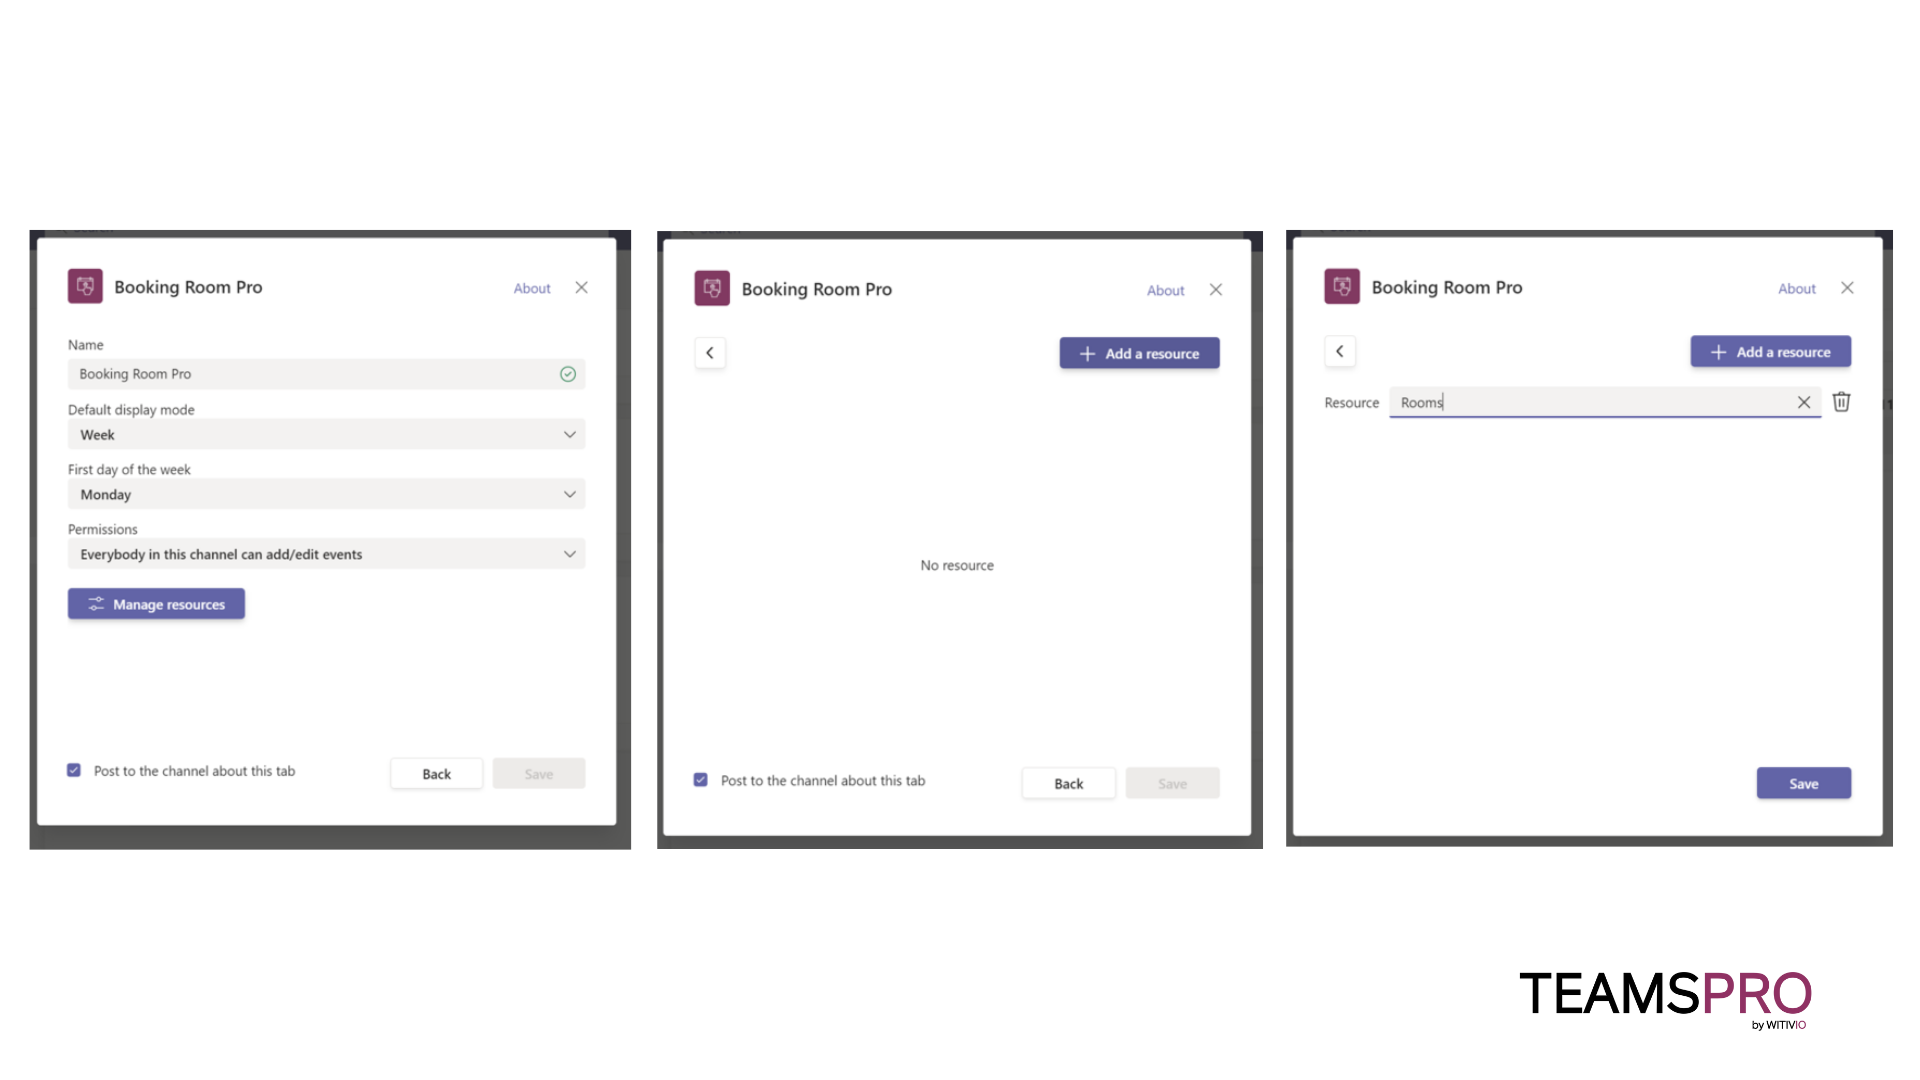 Booking Room Pro
About
Name
Booking Room Pro
Default display mode
Week
First day of the week
Monday
Permissions
Everybody in this channel can add/edit events
Manage resources
Post to the channel about this tab
Back
Save
Booking Room Pro
About
Add a resource
No resource
Post to the channel about this tab
Back
Save
Booking Room Pro
About
Add a resource
Resource
Rooms
Save
TEAMSPRO
by WITIVIO